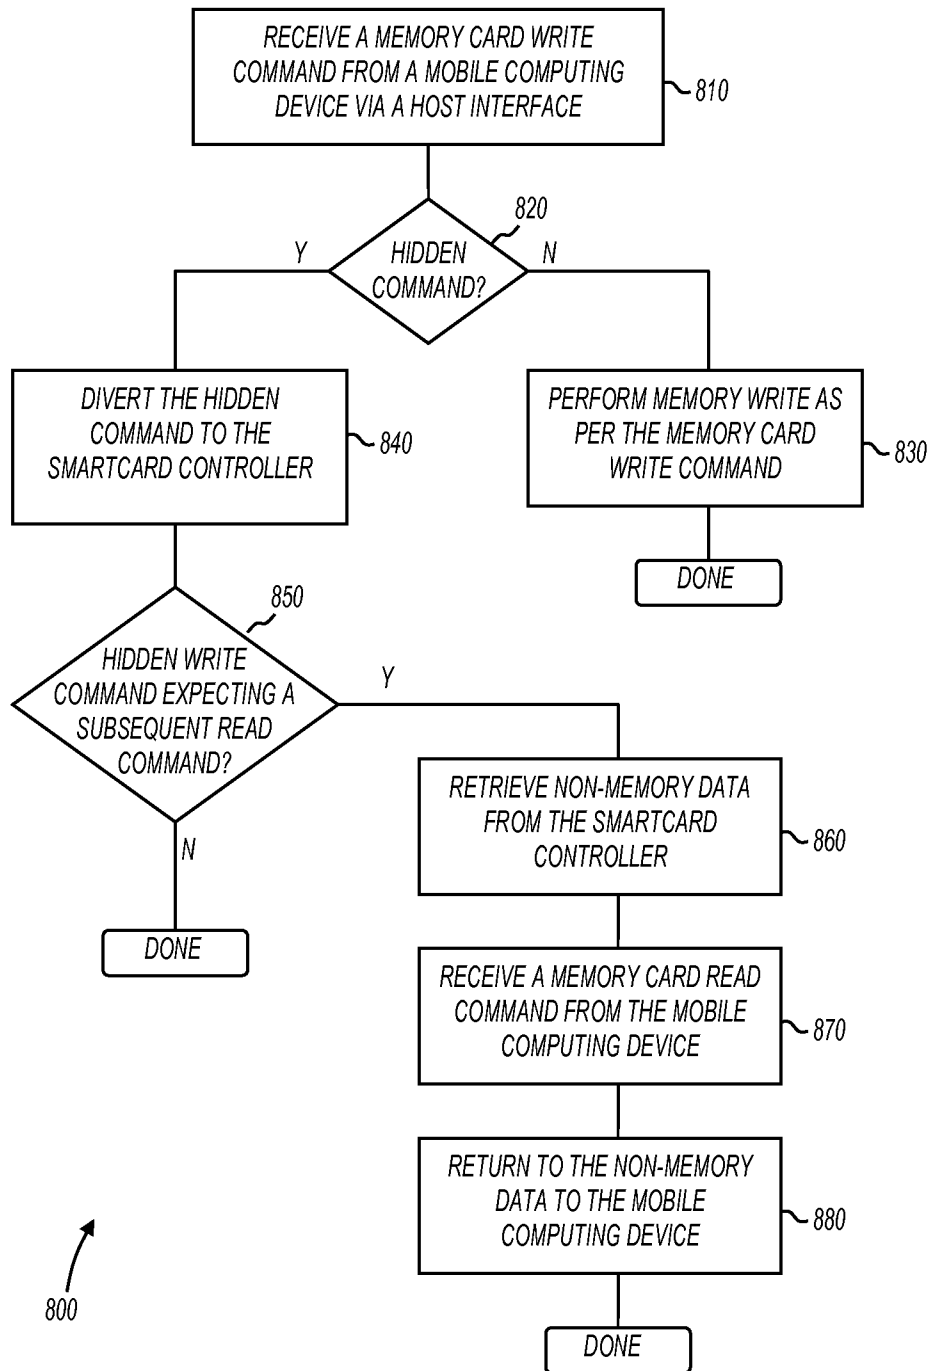 RECEIVE A MEMORY CARD WRITE
COMMAND FROM A MOBILE COMPUTING
DEVICE VIA A HOST INTERFACE
810
820
HIDDEN
COMMAND?
Y
N
DIVERT THE HIDDEN
COMMAND TO THE
SMARTCARD CONTROLLER
840
PERFORM MEMORY WRITE AS
PER THE MEMORY CARD
WRITE COMMAND
830
DONE
850
HIDDEN WRITE
COMMAND EXPECTING A
SUBSEQUENT READ
COMMAND?
Y
N
DONE
RETRIEVE NON-MEMORY DATA
FROM THE SMARTCARD
CONTROLLER
860
RECEIVE A MEMORY CARD READ
COMMAND FROM THE MOBILE
COMPUTING DEVICE
870
RETURN TO THE NON-MEMORY
DATA TO THE MOBILE
COMPUTING DEVICE
880
DONE
800